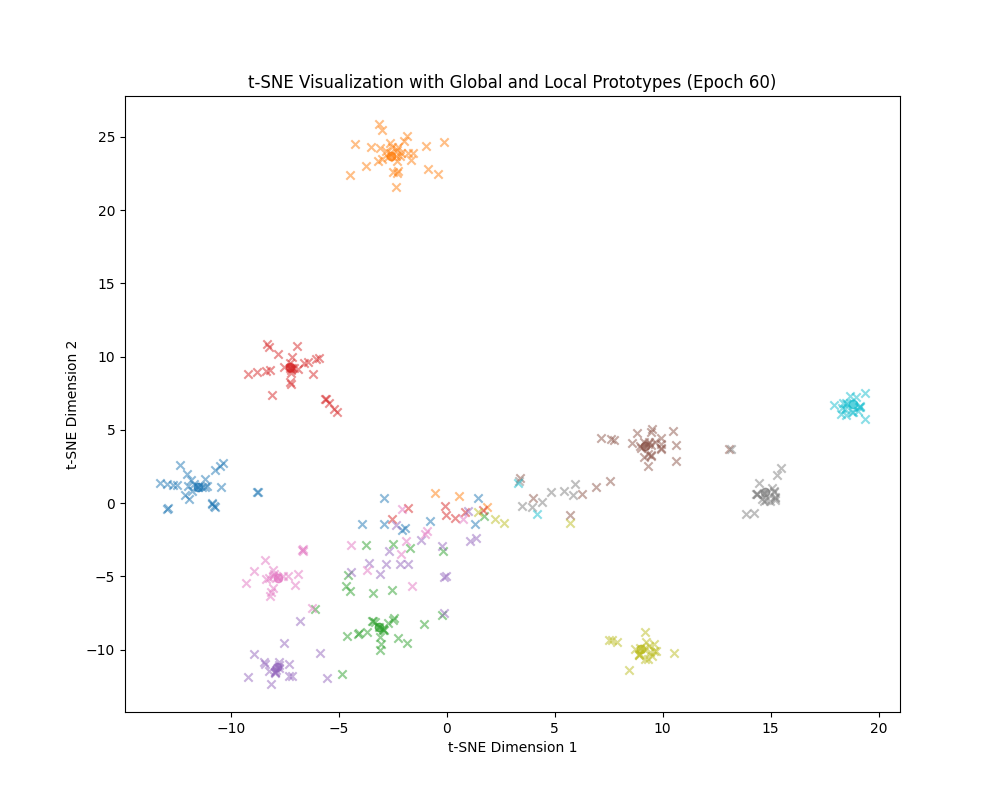 t-SNE Visualization with Global and Local Prototypes (Epoch 60)
25
20
15
10
5
0
−5
−10
t-SNE Dimension 2
−10 −5 0 5 10 15 20
t-SNE Dimension 1